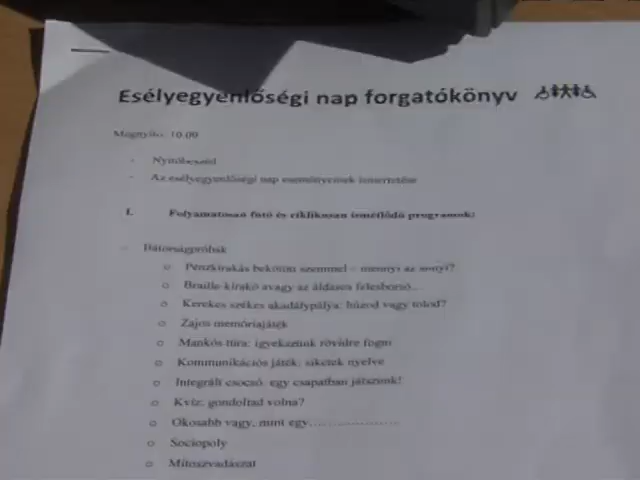 Esélyegyenlőségi nap forgatókönyv
Megnyitó: 10.00
- Nyitóbeszéd
- Az esélyegyenlőségi nap eseményeinek ismertetése
I. Folyamatosan futó és ciklikusan ismétlődő programok:
- Bátorságpróbák
o Pénzkirakás bekötött szemmel – mennyi az annyi?
o Braille-kirakó avagy az áldásos félesborsó...
o Kerekes székes akadálypálya: húzod vagy tolod?
o Zajos memóriajáték
o Mankós túra: igyekeztünk rövidre fogni
o Kommunikációs játék: siketek nyelve
o Integrált csocsó: egy csapatban játszunk!
o Kvíz: gondoltad volna?
o Okosabb vagy, mint egy…………………
o Sociopoly
o Mítoszvadászat